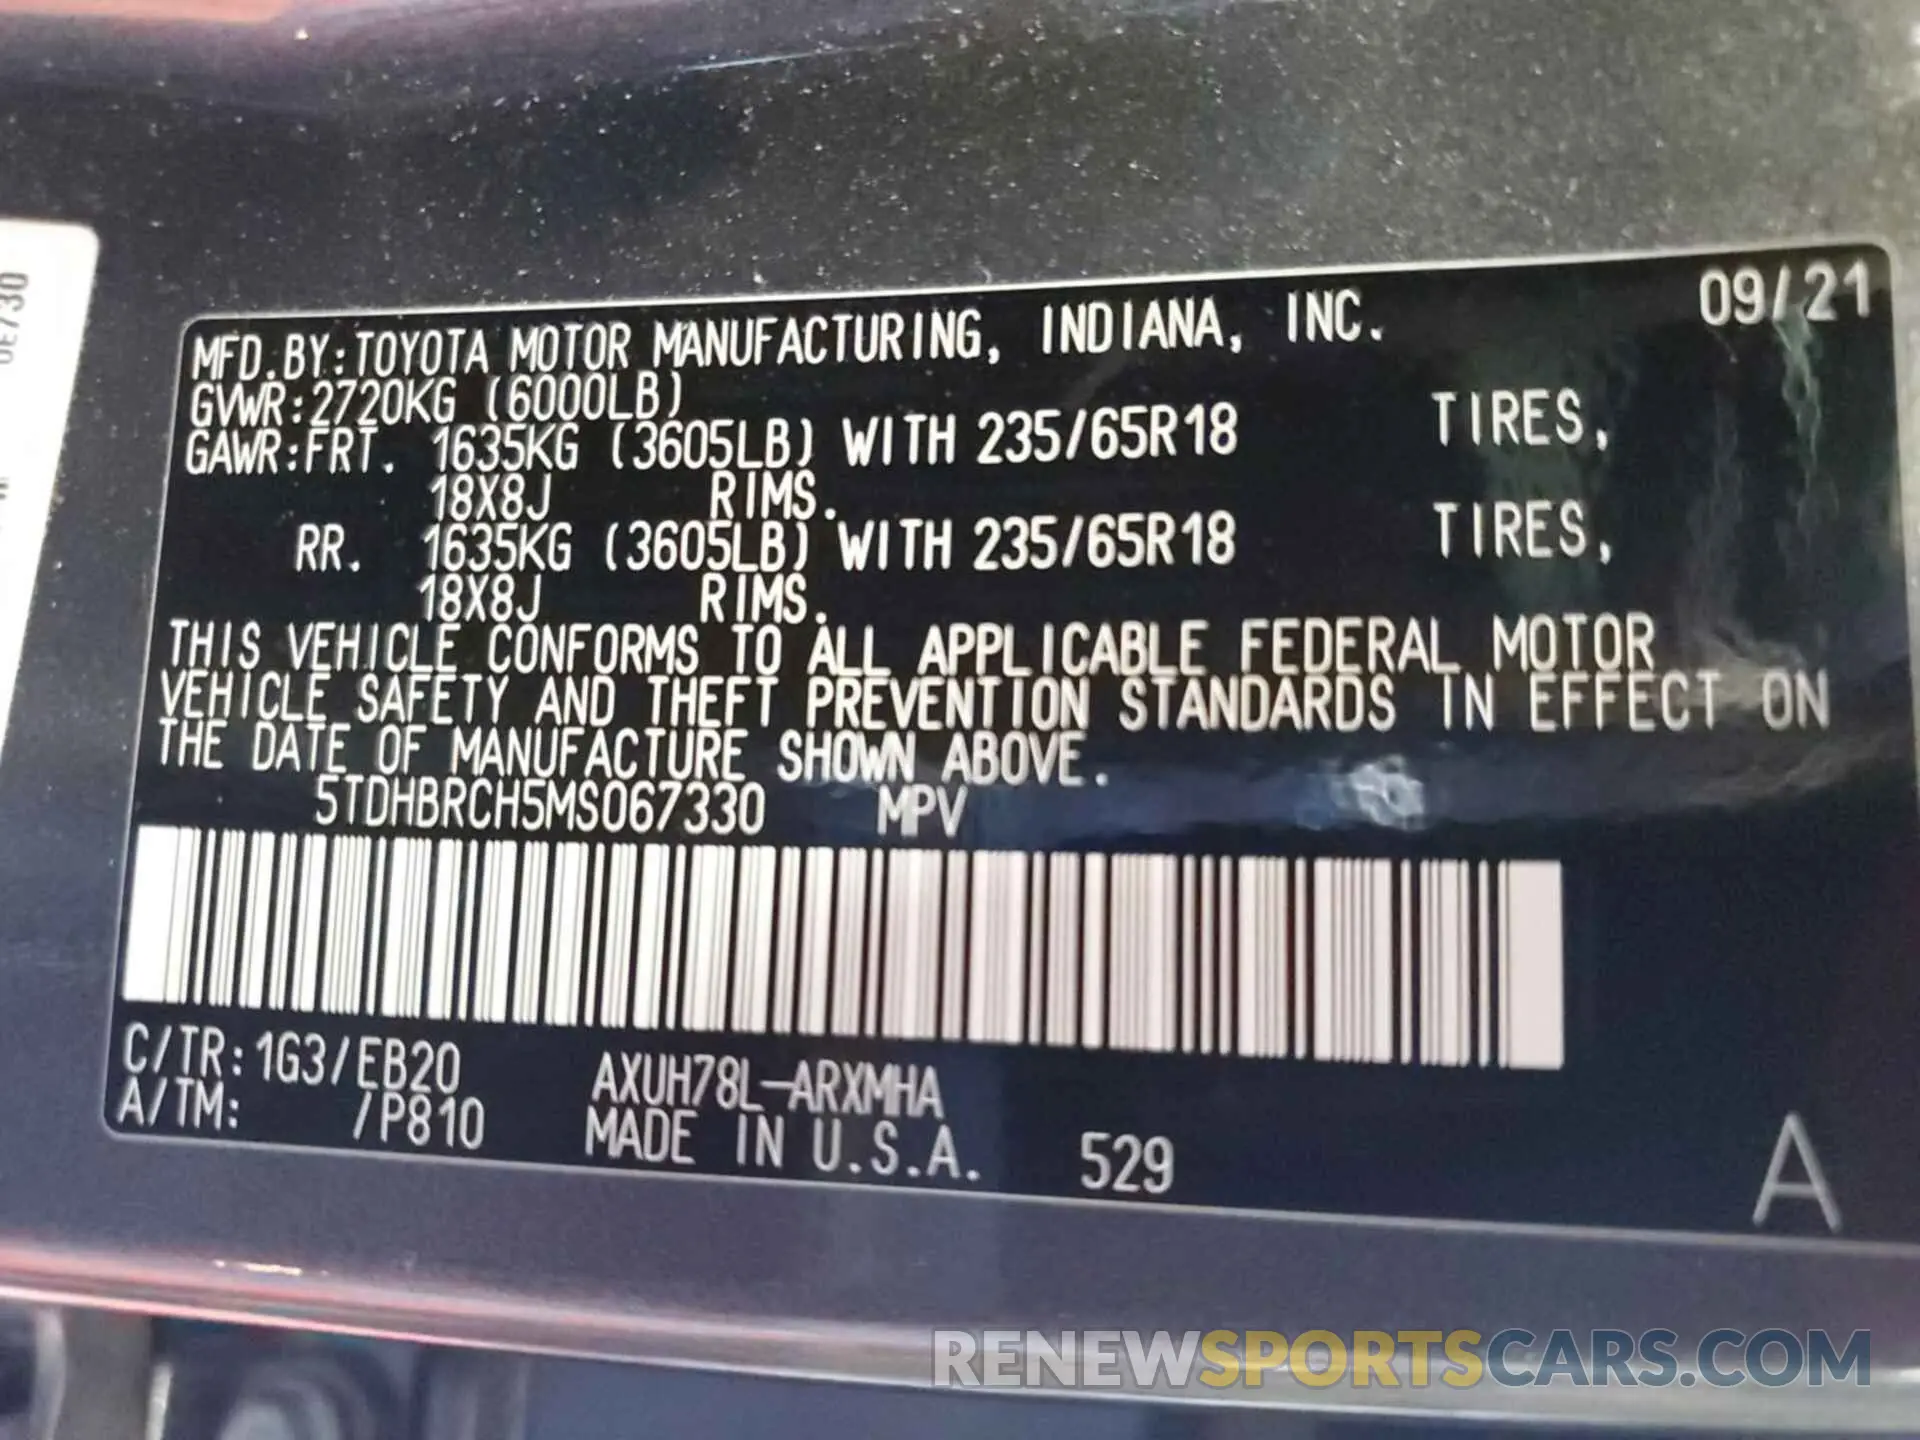 0E730
09/21
MFD.BY:TOYOTA MOTOR MANUFACTURING, INDIANA, INC.
GVWR:2720KG (6000LB)
GAWR:FRT. 1635KG (3605LB) WITH 235/65R18 TIRES,
18X8J RIMS.
RR. 1635KG (3605LB) WITH 235/65R18 TIRES,
18X8J RIMS.
THIS VEHICLE CONFORMS TO ALL APPLICABLE FEDERAL MOTOR
VEHICLE SAFETY AND THEFT PREVENTION STANDARDS IN EFFECT ON
THE DATE OF MANUFACTURE SHOWN ABOVE.
5TDHBRCH5MS067330 MPV
C/TR:1G3/EB20 AXUH78L-ARXMHA
A/TM: /P810 MADE IN U.S.A. 529
A
RENEWSPORTSCARS.COM